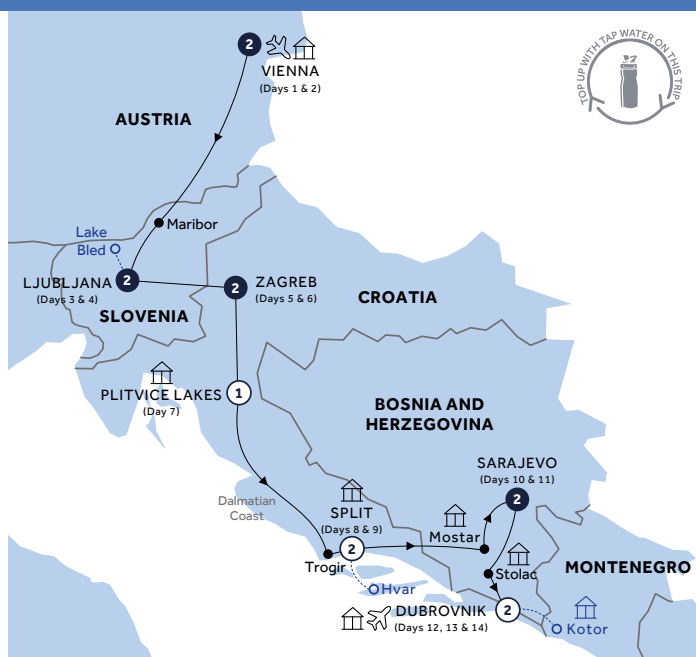 TOP UP WITH TAP WATER ON THIS TRIP
2
VIENNA
(Days 1 & 2)
AUSTRIA
Maribor
Lake
Bled
LJUBLJANA
2
(Days 3 & 4)
SLOVENIA
2
ZAGREB
(Days 5 & 6)
CROATIA
PLITVICE LAKES
1
(Day 7)
BOSNIA AND
HERZEGOVINA
SARAJEVO
(Days 10 & 11)
2
Dalmatian
Coast
SPLIT
(Days 8 & 9)
2
Trogir
Mostar
Stolac
MONTENEGRO
Hvar
DUBROVNIK
(Days 12, 13 & 14)
2
Kotor